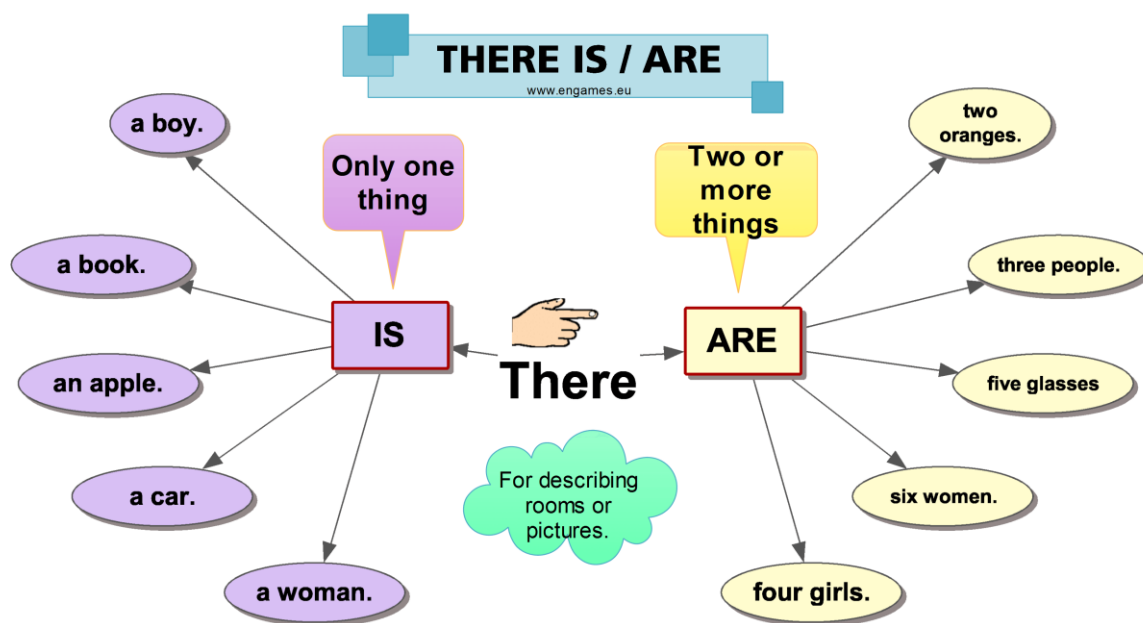 THERE IS / ARE
www.engames.eu
a boy.
Only one
thing
Two or
more
things
two
oranges.
a book.
three people.
IS
There
ARE
an apple.
five glasses
a car.
For describing
rooms or
pictures.
six women.
a woman.
four girls.